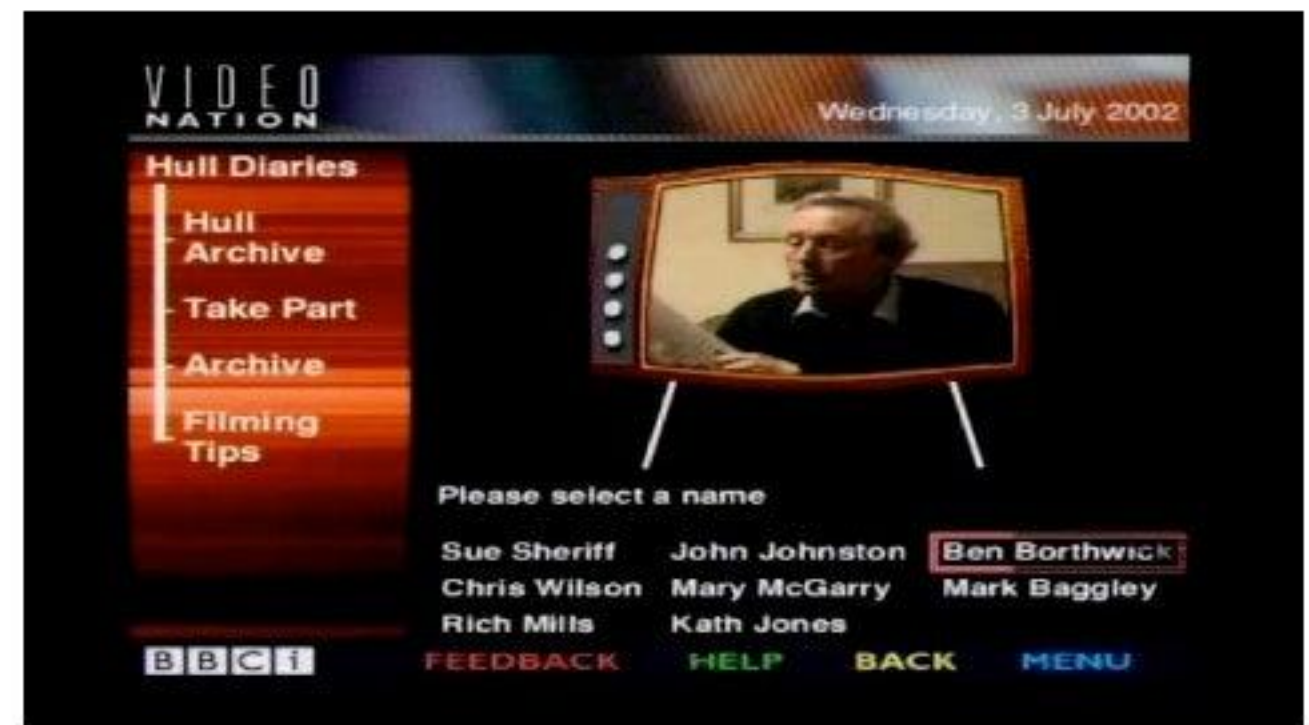 VIDEO
NATION
Wednesday, 3 July 2002
Hull Diaries
Hull
Archive
Take Part
Archive
Filming
Tips
Please select a name
Sue Sheriff John Johnston Ben Borthwick
Chris Wilson Mary McGarry Mark Baggley
Rich Mills Kath Jones
BBCi FEEDBACK HELP BACK MENU